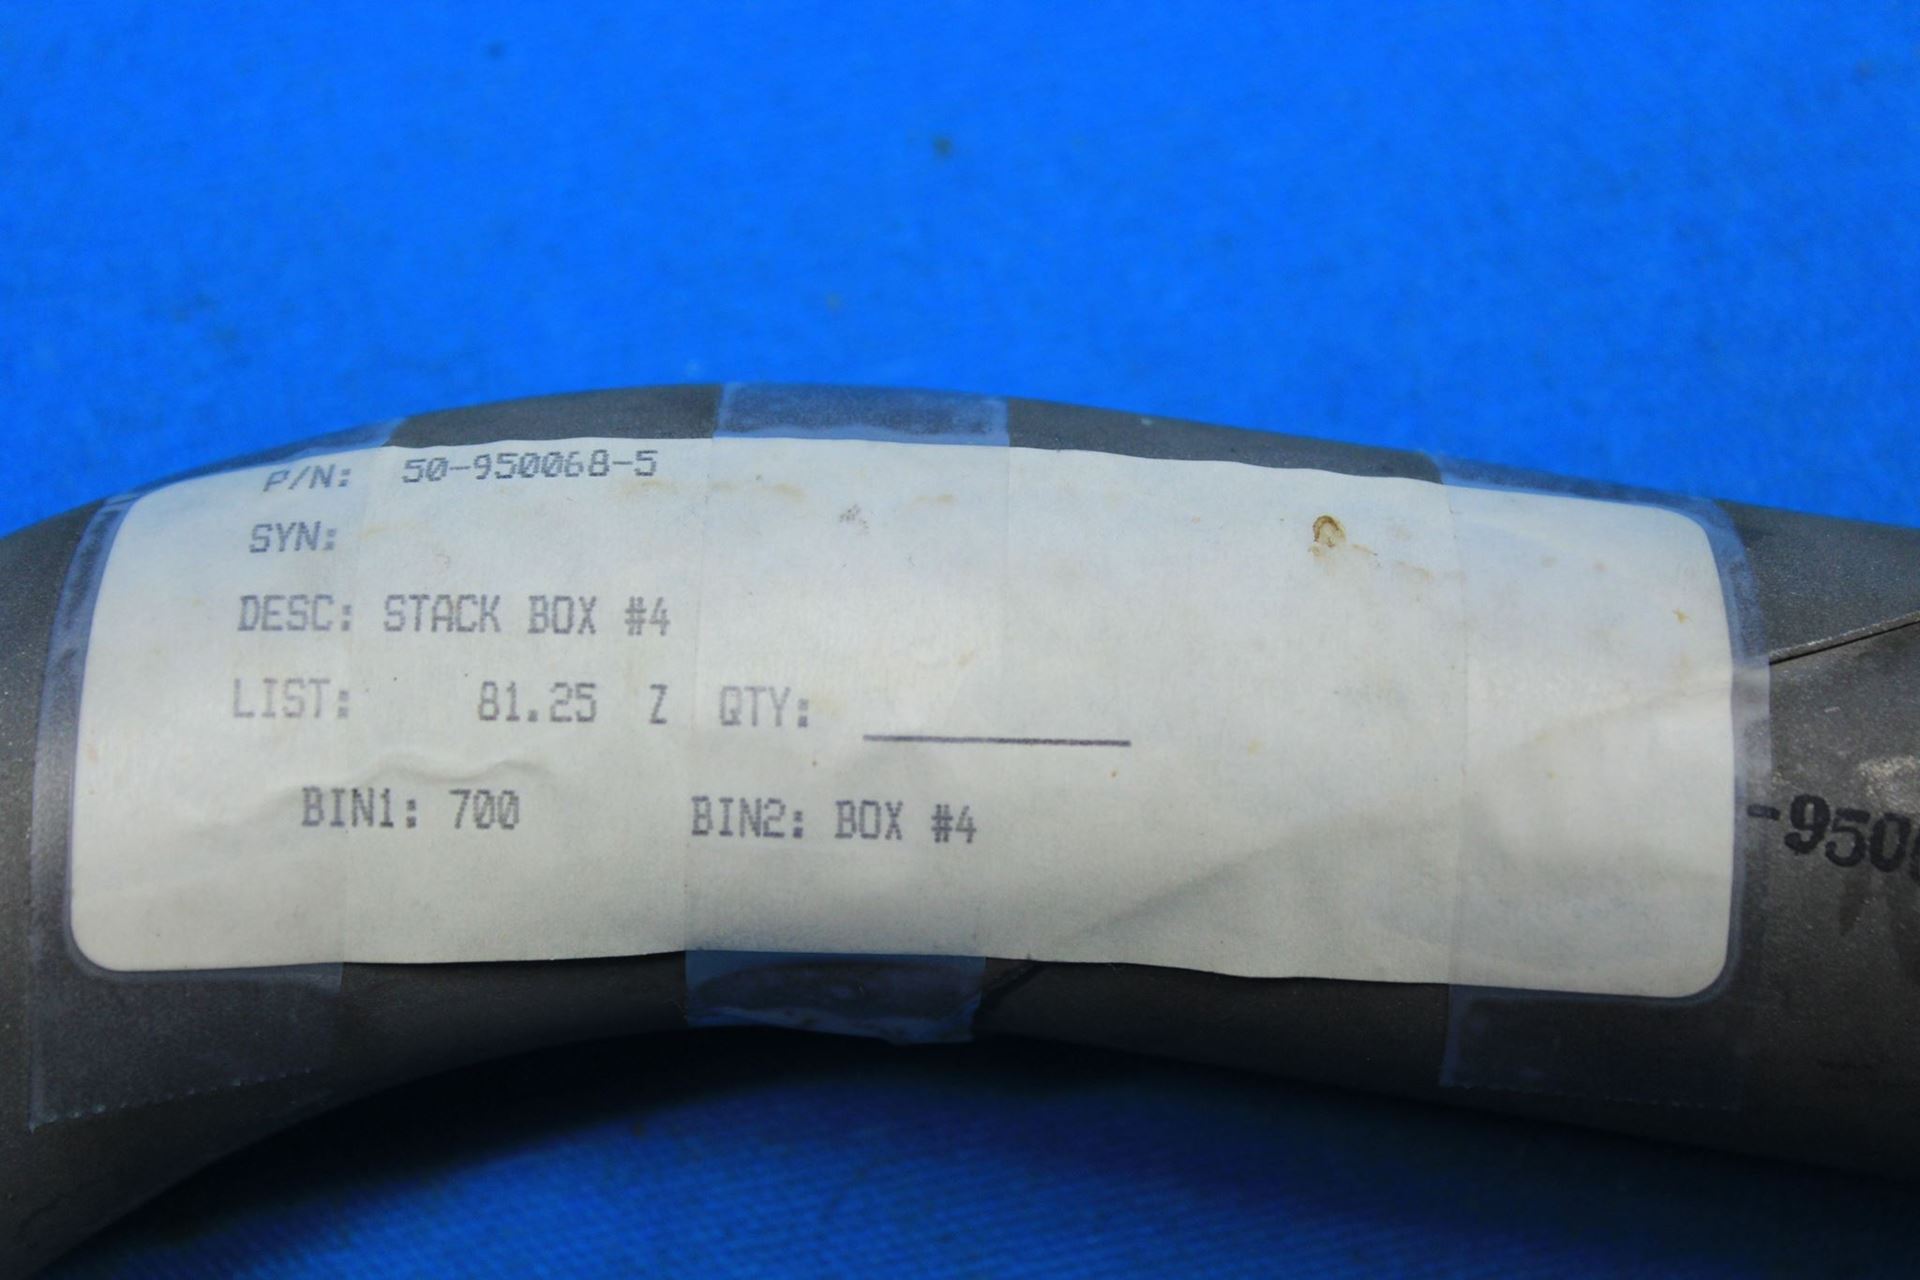 P/N: 50-950068-5
SYN:
DESC: STACK BOX #4
LIST: 81.25 Z QTY:
BIN1: 700 BIN2: BOX #4
-950